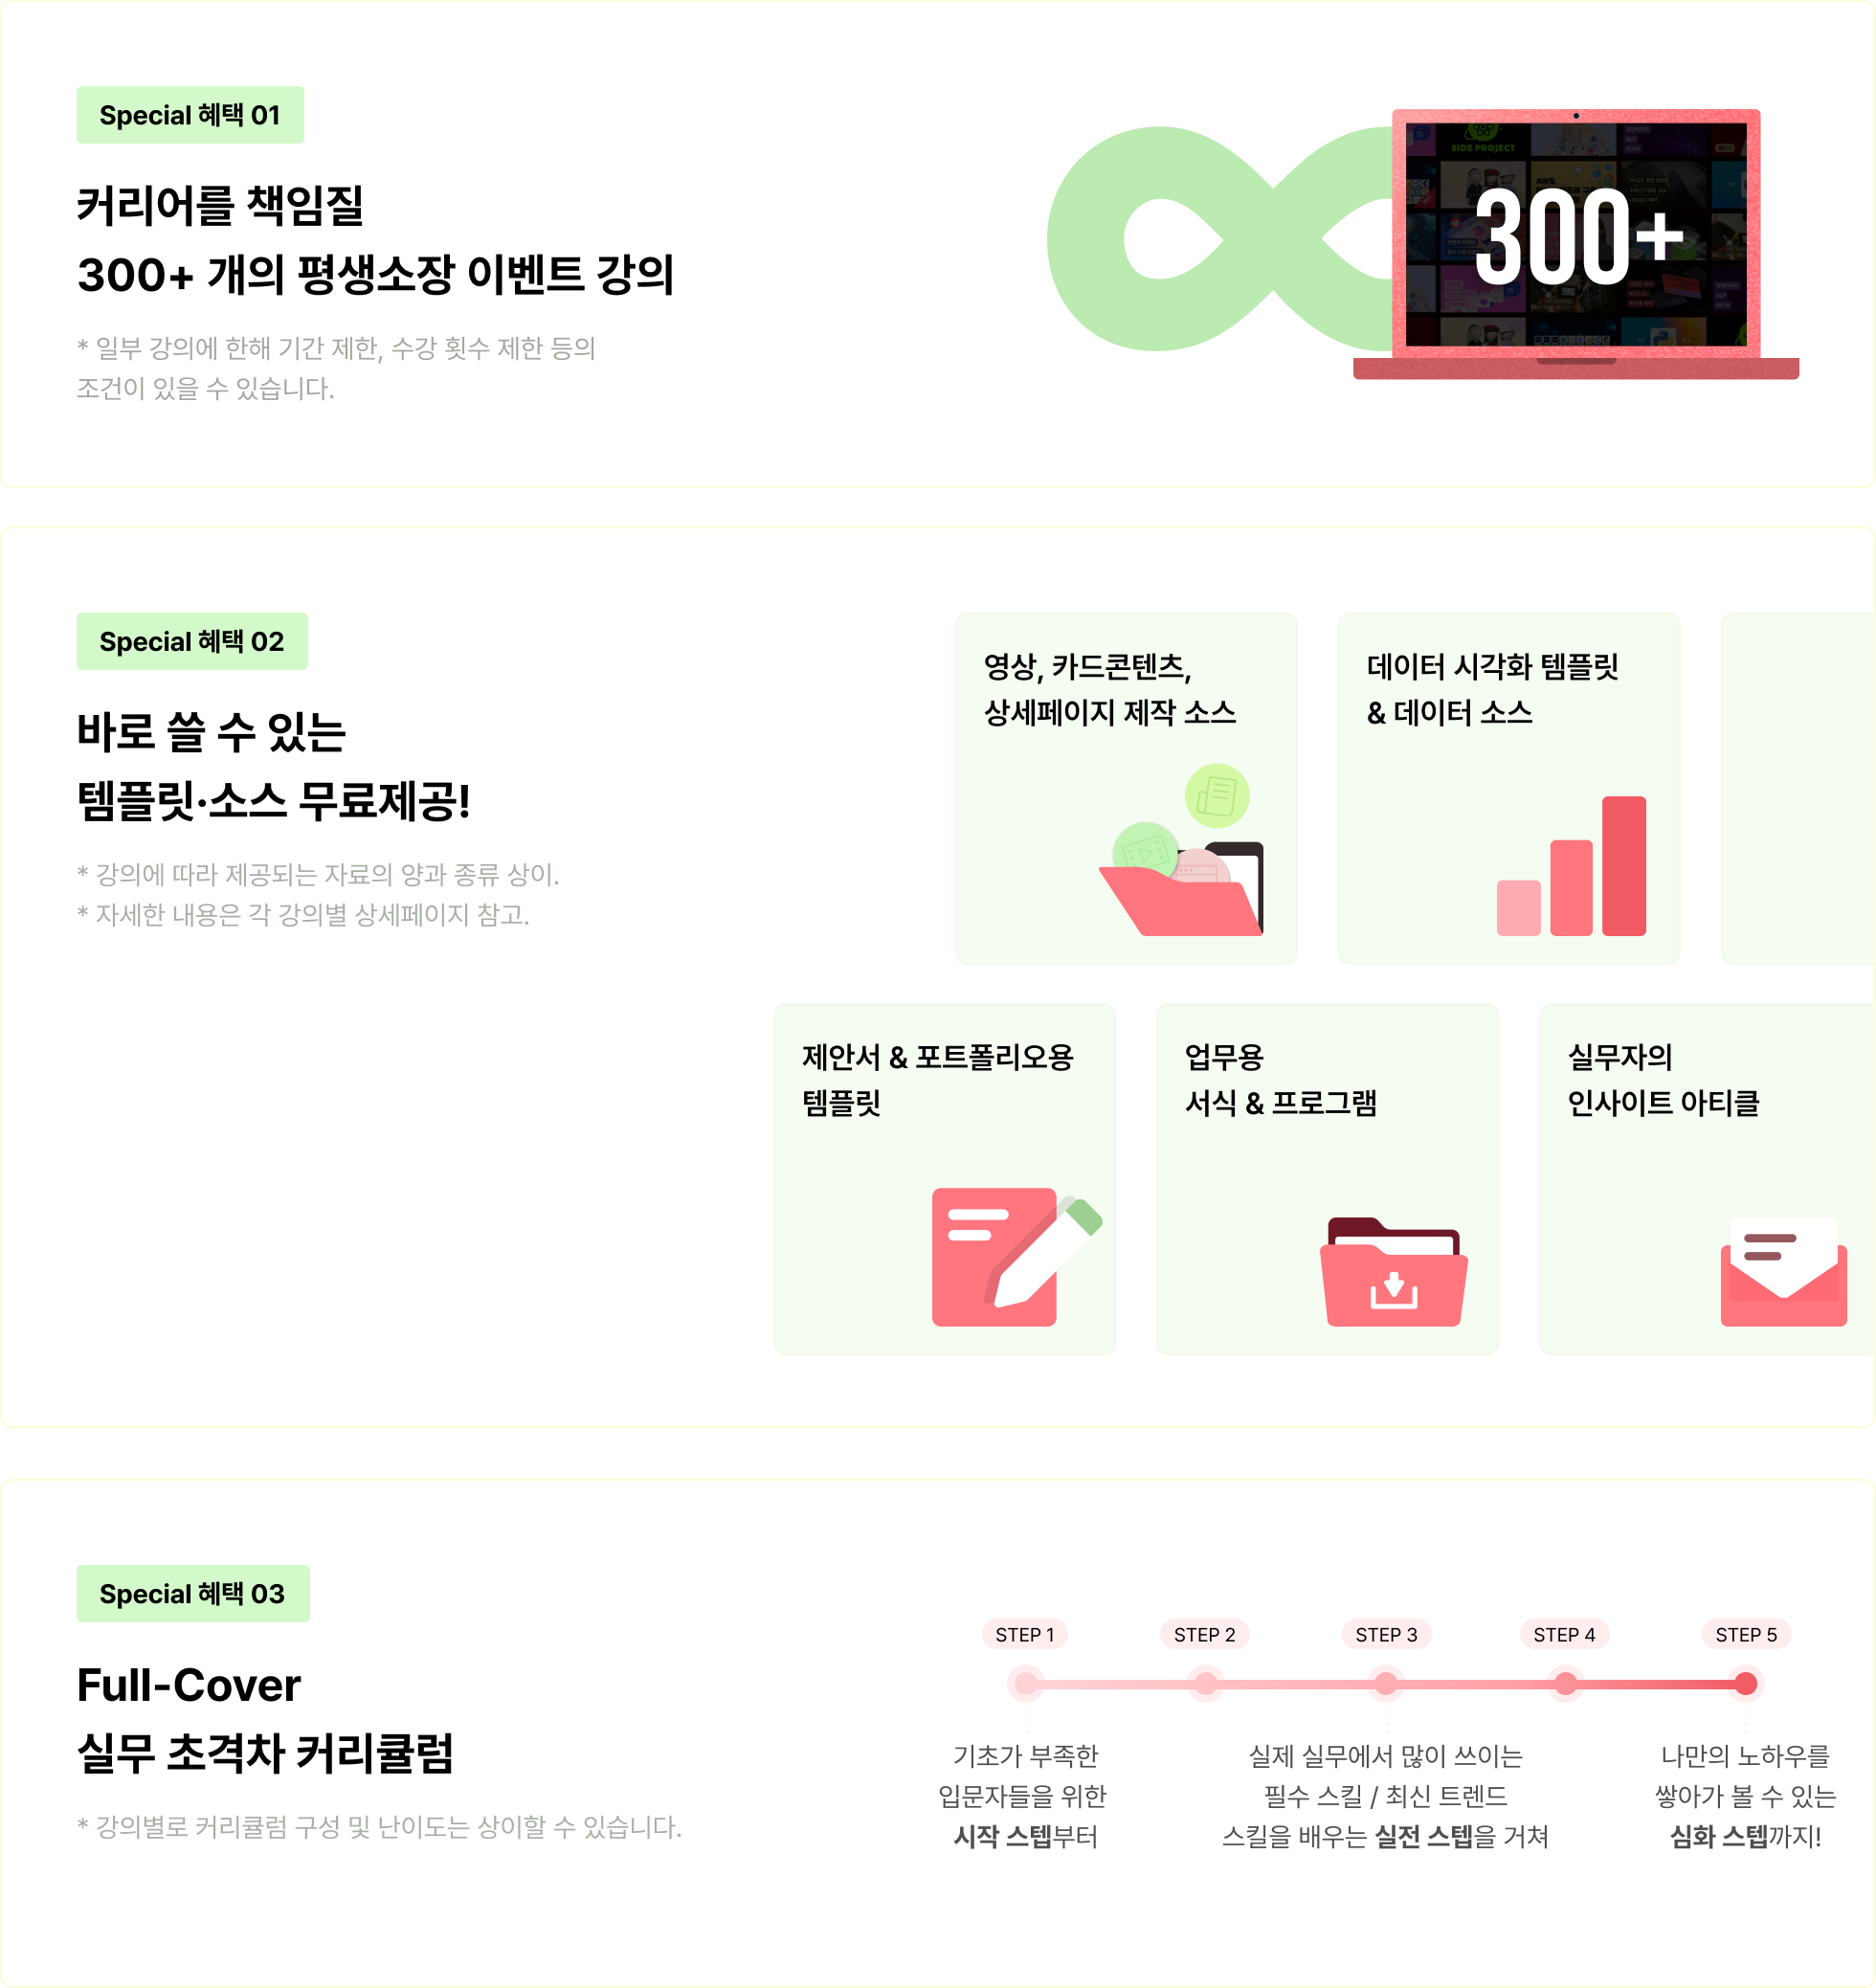 Special 혜택 01
커리어를 책임질
300+ 개의 평생소장 이벤트 강의
* 일부 강의에 한해 기간 제한, 수강 횟수 제한 등의
조건이 있을 수 있습니다.
SIDE PROJECT
AWS
300+
Special 혜택 02
바로 쓸 수 있는
템플릿·소스 무료제공!
* 강의에 따라 제공되는 자료의 양과 종류 상이.
* 자세한 내용은 각 강의별 상세페이지 참고.
영상, 카드콘텐츠,
상세페이지 제작 소스
데이터 시각화 템플릿
& 데이터 소스
제안서 & 포트폴리오용
템플릿
업무용
서식 & 프로그램
실무자의
인사이트 아티클
Special 혜택 03
Full-Cover
실무 초격차 커리큘럼
* 강의별로 커리큘럼 구성 및 난이도는 상이할 수 있습니다.
STEP 1
STEP 2
STEP 3
STEP 4
STEP 5
기초가 부족한
입문자들을 위한
시작 스텝부터
실제 실무에서 많이 쓰이는
필수 스킬 / 최신 트렌드
스킬을 배우는 실전 스텝을 거쳐
나만의 노하우를
쌓아가 볼 수 있는
심화 스텝까지!